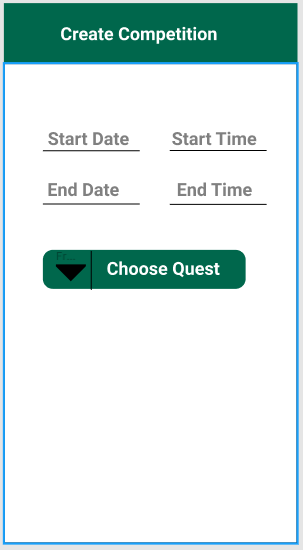 Create Competition
Start Date Start Time
End Date End Time
Choose Quest